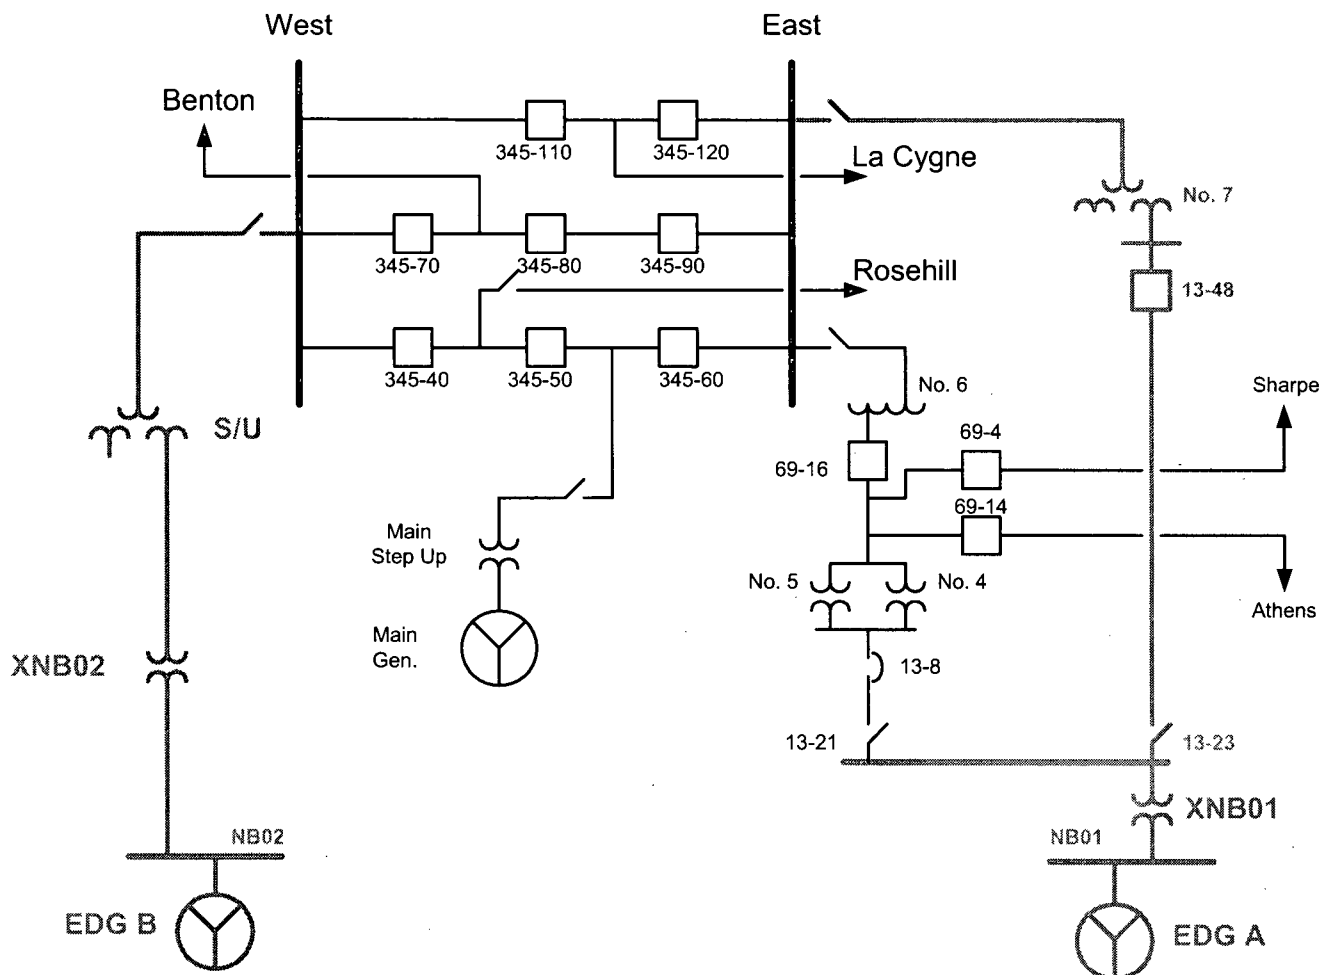 West
East
Benton
345-110
345-120
La Cygne
No. 7
345-70
345-80
345-90
Rosehill
13-48
345-40
345-50
345-60
No. 6
Sharpe
S/U
69-4
69-16
69-14
Main
Step Up
No. 5
No. 4
Athens
Main
Gen.
XNB02
13-8
13-21
13-23
XNB01
NB02
NB01
EDG B
EDG A